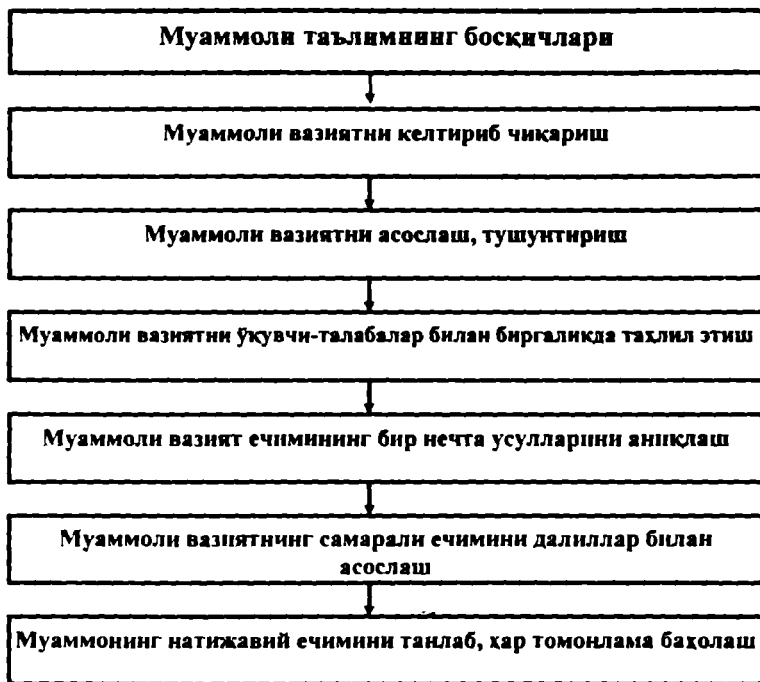 Муаммоли таълимнинг босқичлари
Муаммоли вазиятни келтириб чиқариш
Муаммоли вазиятни асослаш, тушунтириш
Муаммоли вазиятни ўқувчи-талабалар билан биргаликда таҳлил этиш
Муаммоли вазият ечимининг бир нечта усулларини аниқлаш
Муаммоли вазиятнинг самарали ечимини далиллар билан
асослаш
Муаммонинг натижавий ечимини танлаб, ҳар томонлама баҳолаш